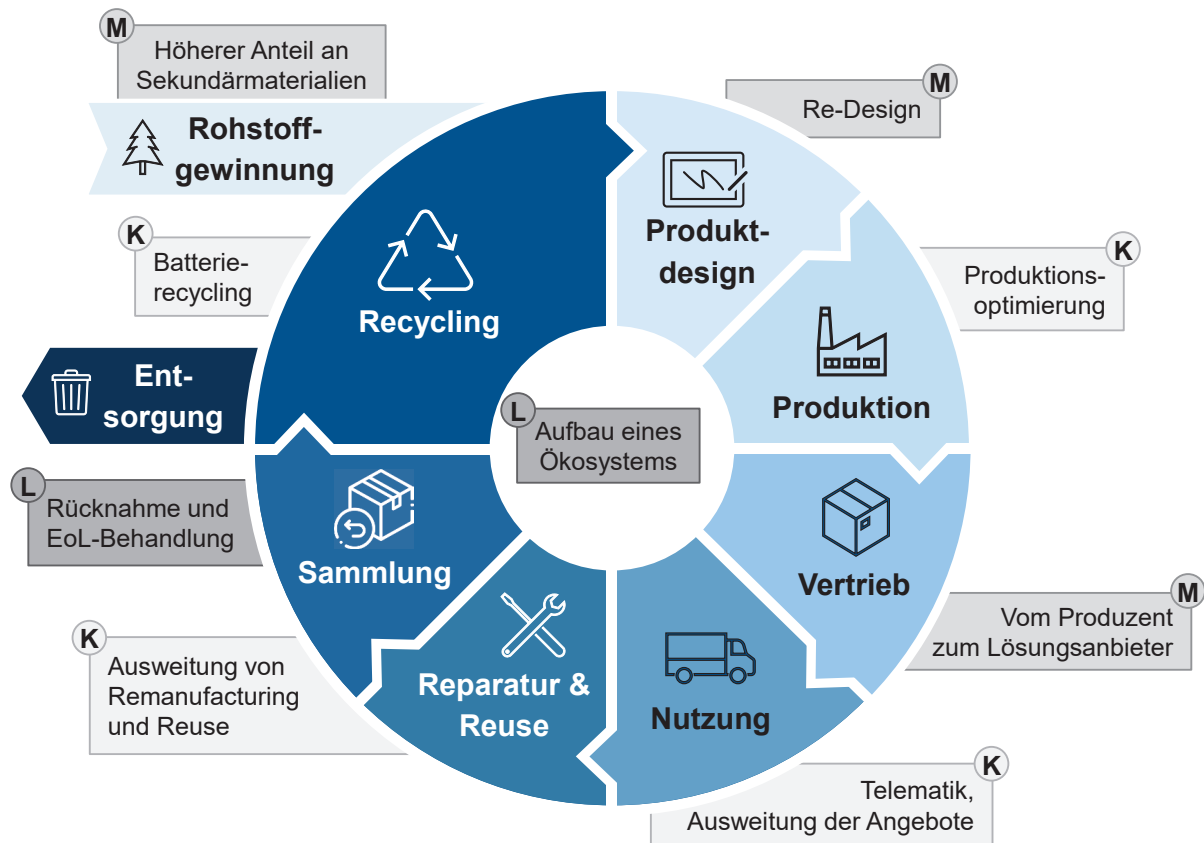 M
Höherer Anteil an
Sekundärmaterialien
Rohstoff-
gewinnung
K
Batterie-
recycling
Recycling
M
Re-Design
Produkt-
design
K
Produktions-
optimierung
Produktion
Ent-
sorgung
L
Aufbau eines
Ökosystems
L
Rücknahme und
EoL-Behandlung
Sammlung
Vertrieb
M
Vom Produzent
zum Lösungsanbieter
K
Ausweitung von
Remanufacturing
und Reuse
Reparatur &
Reuse
Nutzung
K
Telematik,
Ausweitung der Angebote